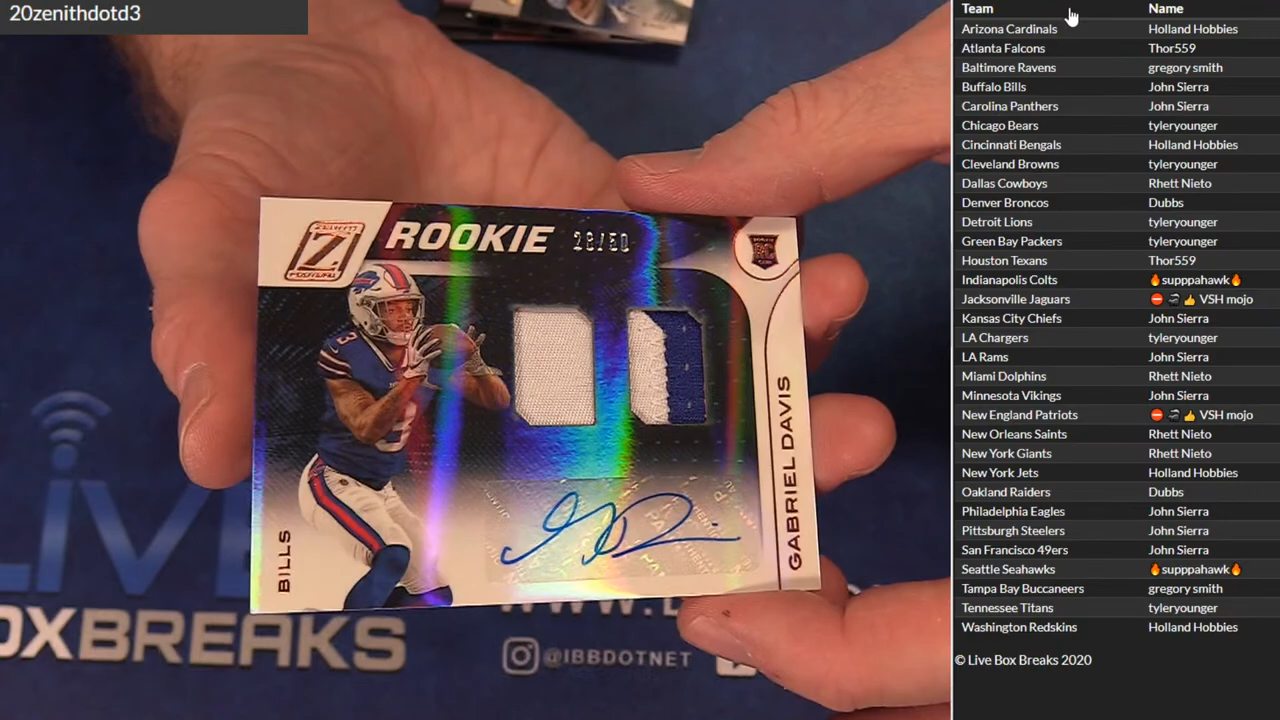 20zenithdotd3
Team Name
Arizona Cardinals Holland Hobbies
Atlanta Falcons Thor559
Baltimore Ravens gregory smith
Buffalo Bills John Sierra
Carolina Panthers John Sierra
Chicago Bears tyleryounger
Cincinnati Bengals Holland Hobbies
Cleveland Browns tyleryounger
Dallas Cowboys Rhett Nieto
Denver Broncos Dubbs
Detroit Lions tyleryounger
Green Bay Packers tyleryounger
Houston Texans Thor559
Indianapolis Colts 🔥supppahawk🔥
Jacksonville Jaguars VSH mojo
Kansas City Chiefs John Sierra
LA Chargers tyleryounger
LA Rams John Sierra
Miami Dolphins Rhett Nieto
Minnesota Vikings John Sierra
New England Patriots VSH mojo
New Orleans Saints Rhett Nieto
New York Giants Rhett Nieto
New York Jets Holland Hobbies
Oakland Raiders Dubbs
Philadelphia Eagles John Sierra
Pittsburgh Steelers John Sierra
San Francisco 49ers John Sierra
Seattle Seahawks 🔥supppahawk🔥
Tampa Bay Buccaneers gregory smith
Tennessee Titans tyleryounger
Washington Redskins Holland Hobbies
© Live Box Breaks 2020
ROOKIE
Z
RC
3
BILLS
GABRIEL DAVIS
LIVE
OXBREAKS
WWW.
@IBBDOTNET